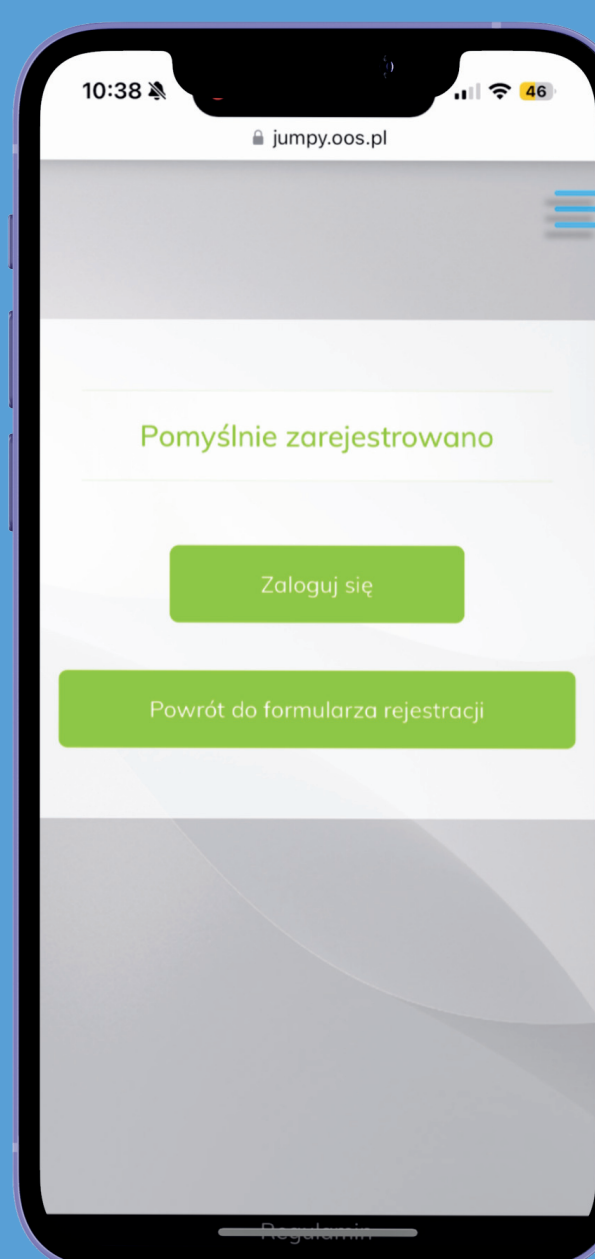 10:38
46
jumpy.oos.pl
Pomyślnie zarejestrowano
Zaloguj się
Powrót do formularza rejestracji
Regulamin